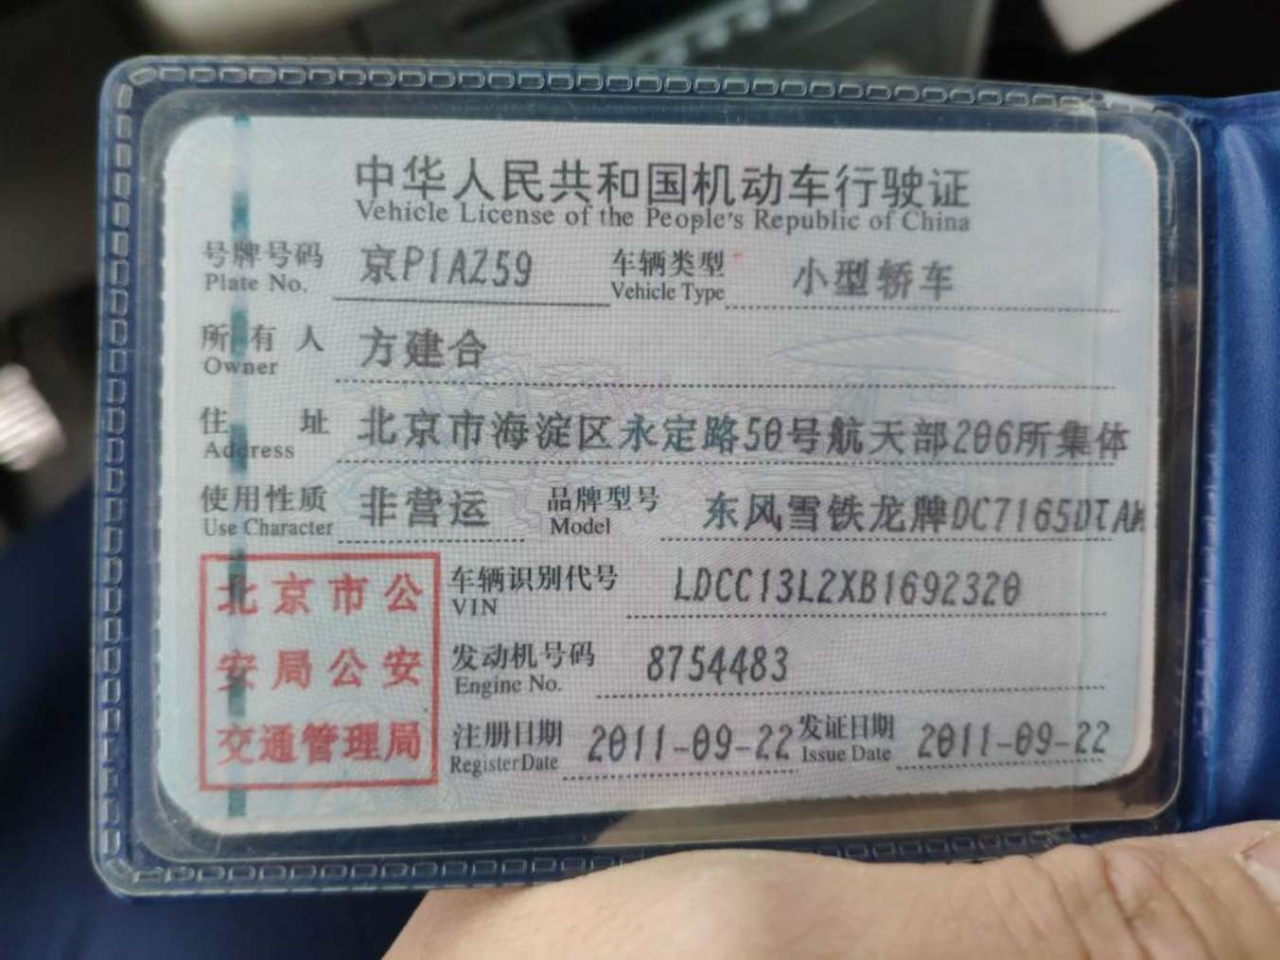 中华人民共和国机动车行驶证
Vehicle License of the People's Republic of China
号牌号码 京P1AZ59 车辆类型 小型轿车
Plate No. Vehicle Type
所有人 方建合
Owner
住址 北京市海淀区永定路50号航天部206所集体
Address
使用性质 非营运 品牌型号 东风雪铁龙牌DC7165DTAW
Use Character Model
北京市公
安局公安
交通管理局
车辆识别代号 LDCC13L2XB1692320
VIN
发动机号码 8754483
Engine No.
注册日期 2011-09-22 发证日期 2011-09-22
Register Date Issue Date